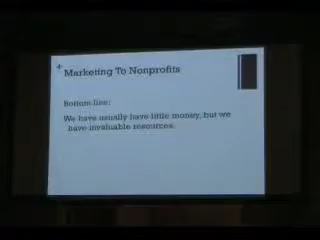 +
Marketing To Nonprofits
Bottom line:
We have usually have little money, but we
have invaluable resources.